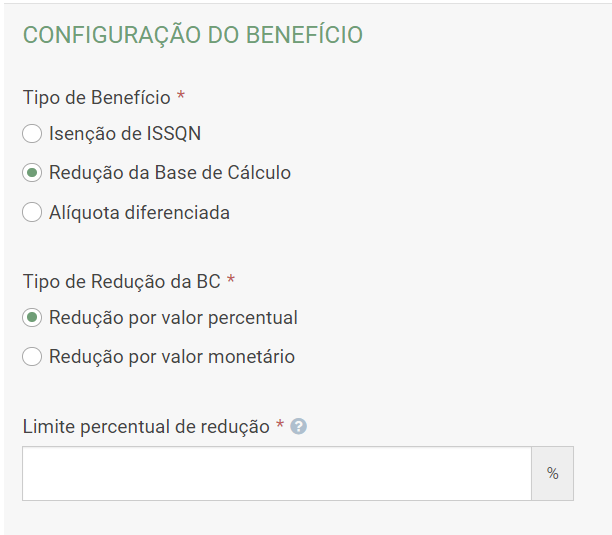 CONFIGURAÇÃO DO BENEFÍCIO
Tipo de Benefício *
Isenção de ISSQN
Redução da Base de Cálculo
Alíquota diferenciada
Tipo de Redução da BC *
Redução por valor percentual
Redução por valor monetário
Limite percentual de redução * ?
%